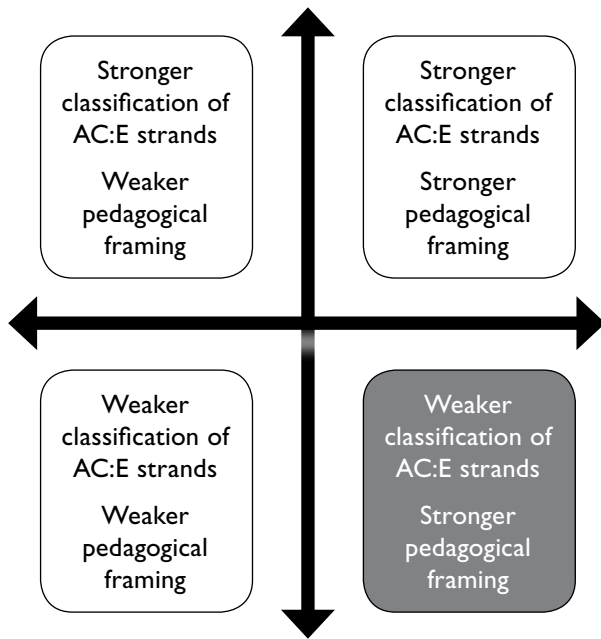 Stronger
classification of
AC:E strands
Weaker
pedagogical
framing
Stronger
classification of
AC:E strands
Stronger
pedagogical
framing
Weaker
classification of
AC:E strands
Weaker
pedagogical
framing
Weaker
classification of
AC:E strands
Stronger
pedagogical
framing